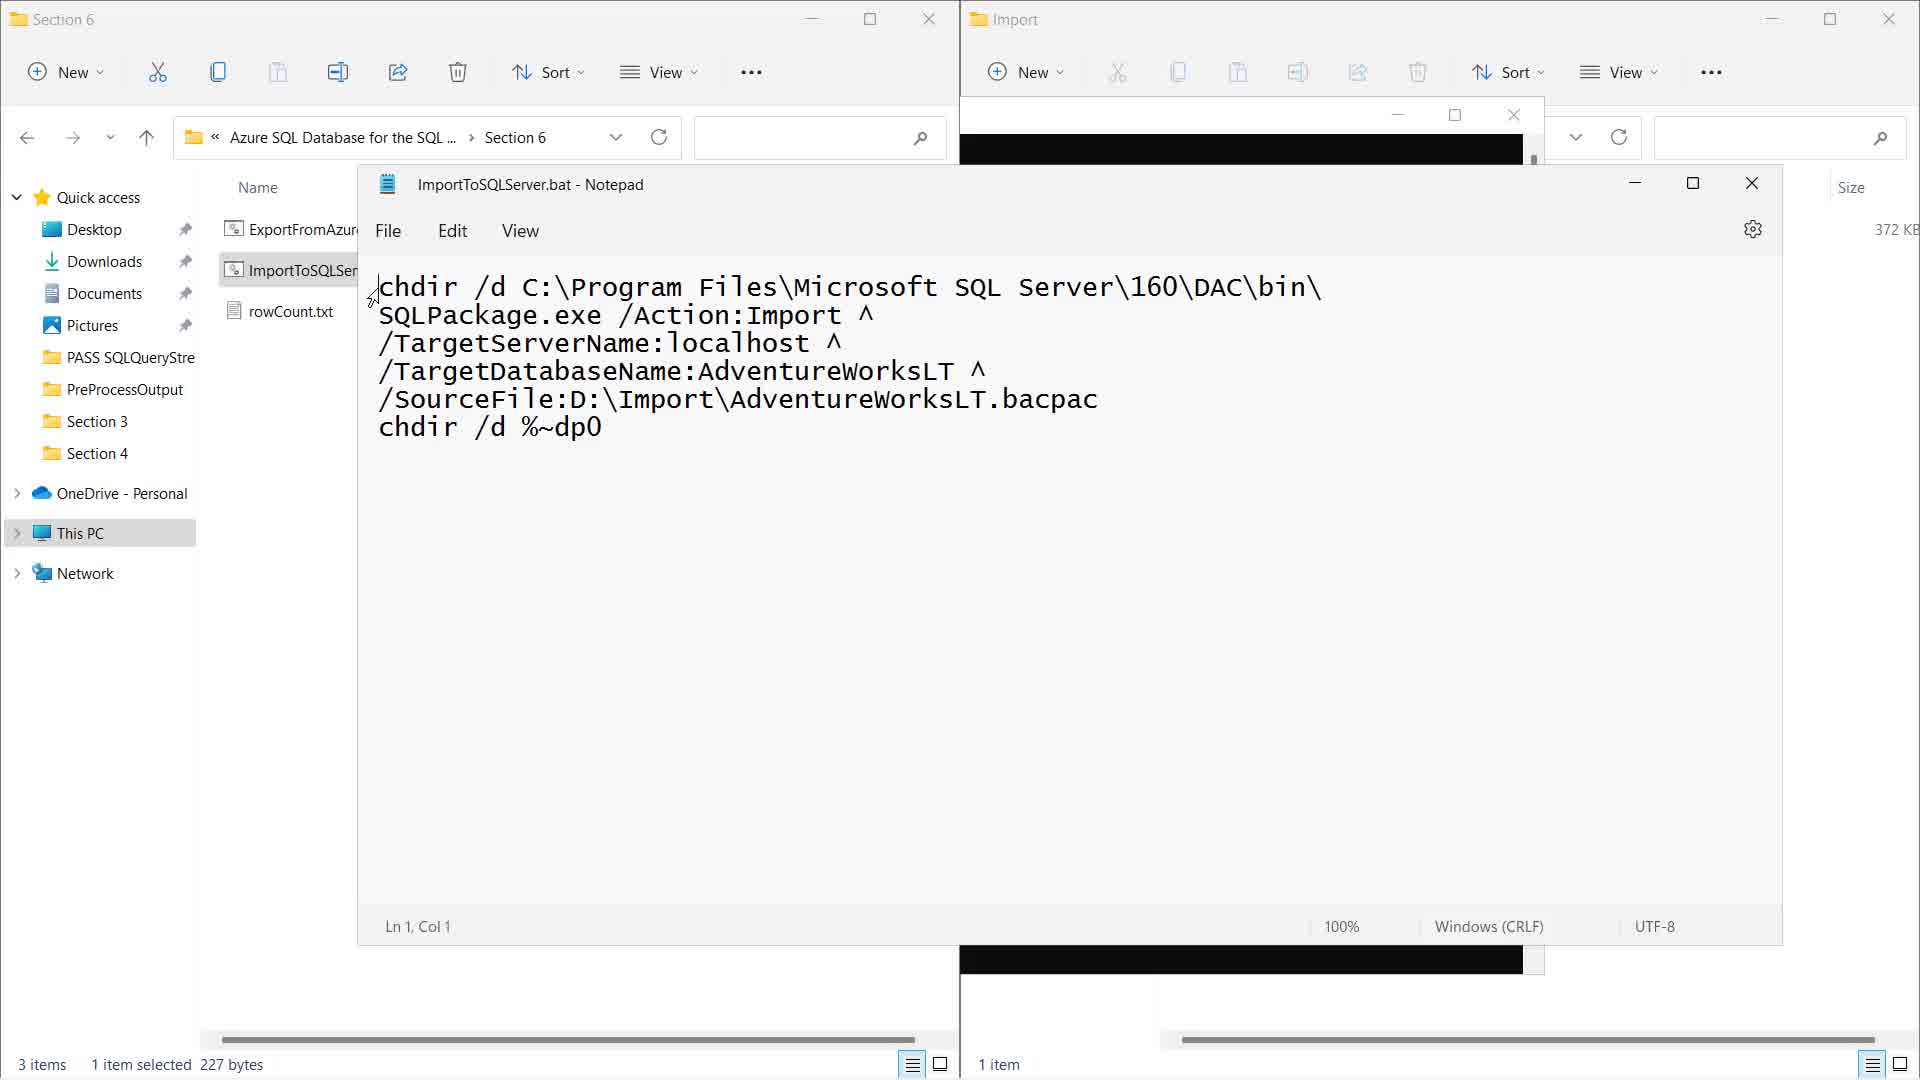 Section 6
New
Sort
View
« Azure SQL Database for the SQL ... > Section 6
Quick access
Desktop
Downloads
Documents
Pictures
PASS SQLQueryStre
PreProcessOutput
Section 3
Section 4
OneDrive - Personal
This PC
Network
Name
ExportFromAzur
ImportToSQLSer
rowCount.txt
3 items 1 item selected 227 bytes
Import
New
Sort
View
Size
372 KB
1 item
ImportToSQLServer.bat - Notepad
File Edit View
chdir /d C:\Program Files\Microsoft SQL Server\160\DAC\bin\
SQLPackage.exe /Action:Import ^
/TargetServerName:localhost ^
/TargetDatabaseName:AdventureWorksLT ^
/SourceFile:D:\Import\AdventureWorksLT.bacpac
chdir /d %~dp0
Ln 1, Col 1 100% Windows (CRLF) UTF-8